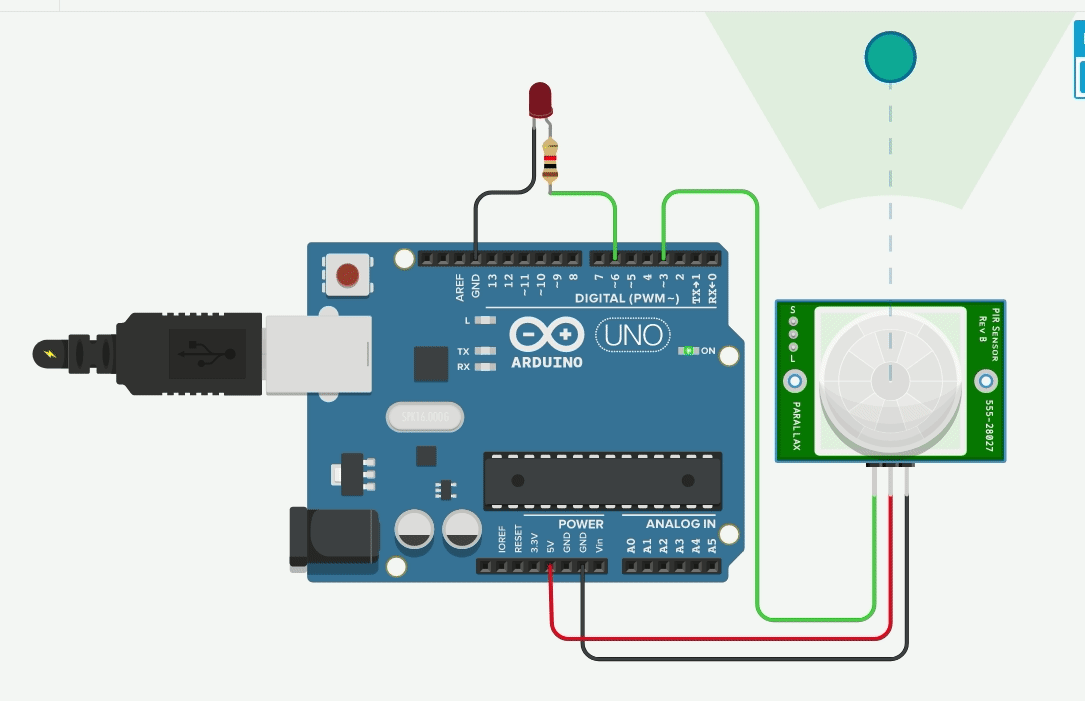 AREF
GND
13
12
~11
~10
~9
8
7
~6
~5
4
~3
2
TX→1
RX←0
DIGITAL (PWM~)
L
TX
RX
UNO
ARDUINO
ON
S
L
PARALLAX
PIR SENSOR
REV B
555-28027
POWER
ANALOG IN
IOREF
RESET
3.3V
5V
GND
GND
Vin
A0
A1
A2
A3
A4
A5